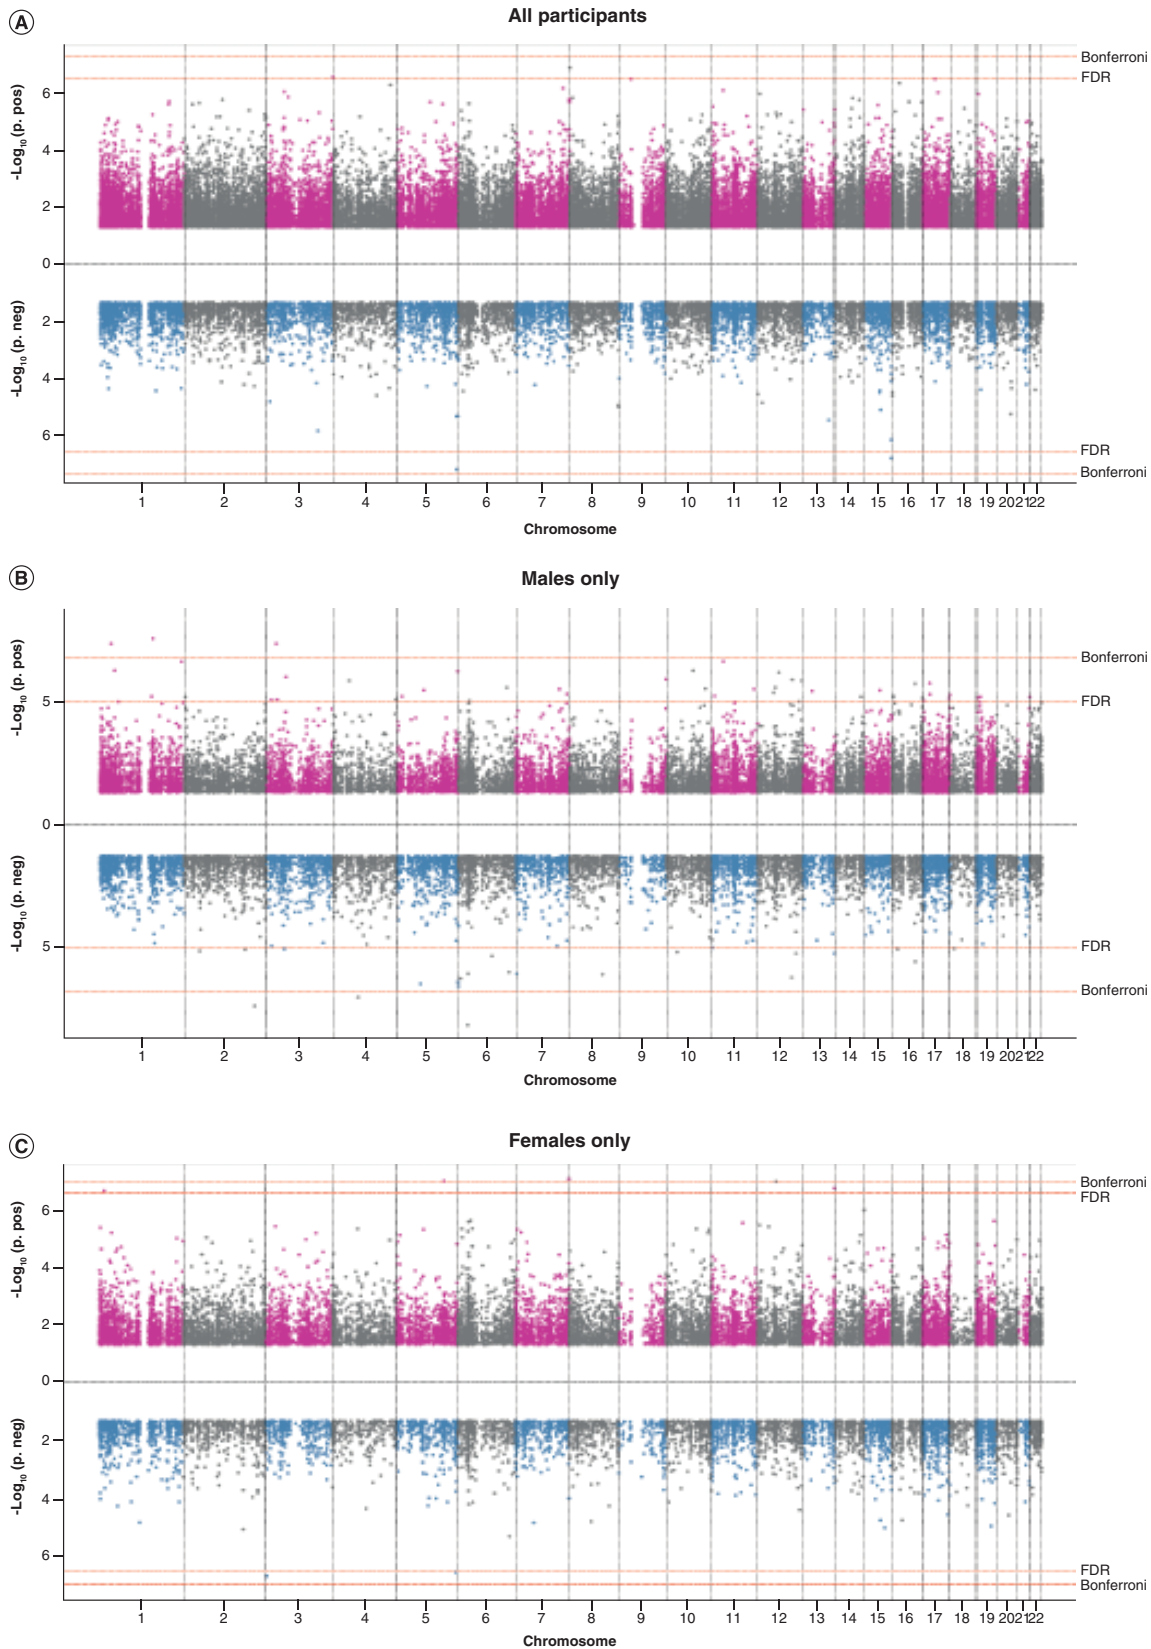 A
All participants
Bonferroni
FDR
-Log10 (p. pos)
6
4
2
0
-Log10 (p. neg)
2
4
6
FDR
Bonferroni
1 2 3 4 5 6 7 8 9 10 11 12 13 14 15 16 17 18 19 20 21 22
Chromosome
B
Males only
-Log10 (p. pos)
Bonferroni
5
FDR
0
-Log10 (p. neg)
5
FDR
Bonferroni
1 2 3 4 5 6 7 8 9 10 11 12 13 14 15 16 17 18 19 20 21 22
Chromosome
C
Females only
Bonferroni
FDR
-Log10 (p. pos)
6
4
2
0
-Log10 (p. neg)
2
4
6
FDR
Bonferroni
1 2 3 4 5 6 7 8 9 10 11 12 13 14 15 16 17 18 19 20 21 22
Chromosome